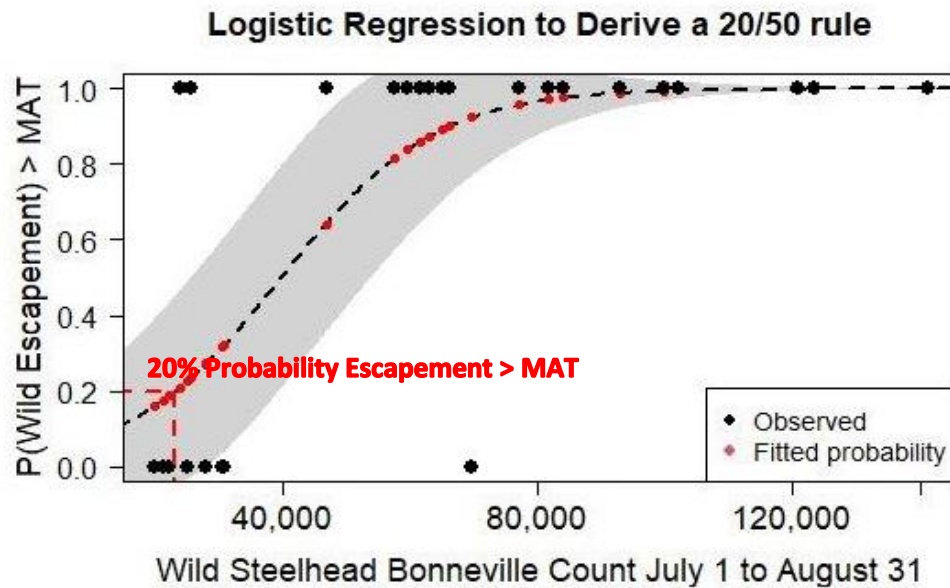 Logistic Regression to Derive a 20/50 rule
P(Wild Escapement) > MAT
1.0
0.8
0.6
0.4
0.2
0.0
20% Probability Escapement > MAT
Observed
Fitted probability
40,000
80,000
120,000
Wild Steelhead Bonneville Count July 1 to August 31